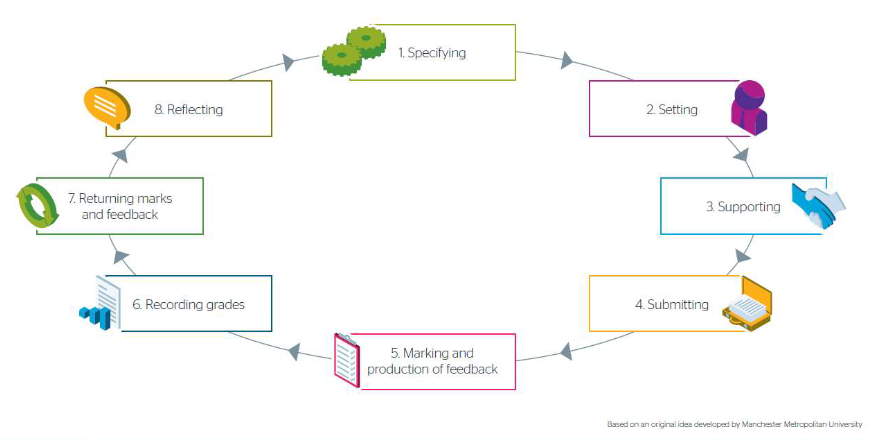 1. Specifying
2. Setting
3. Supporting
4. Submitting
5. Marking and
production of feedback
6. Recording grades
7. Returning marks
and feedback
8. Reflecting
Based on an original idea developed by Manchester Metropolitan University